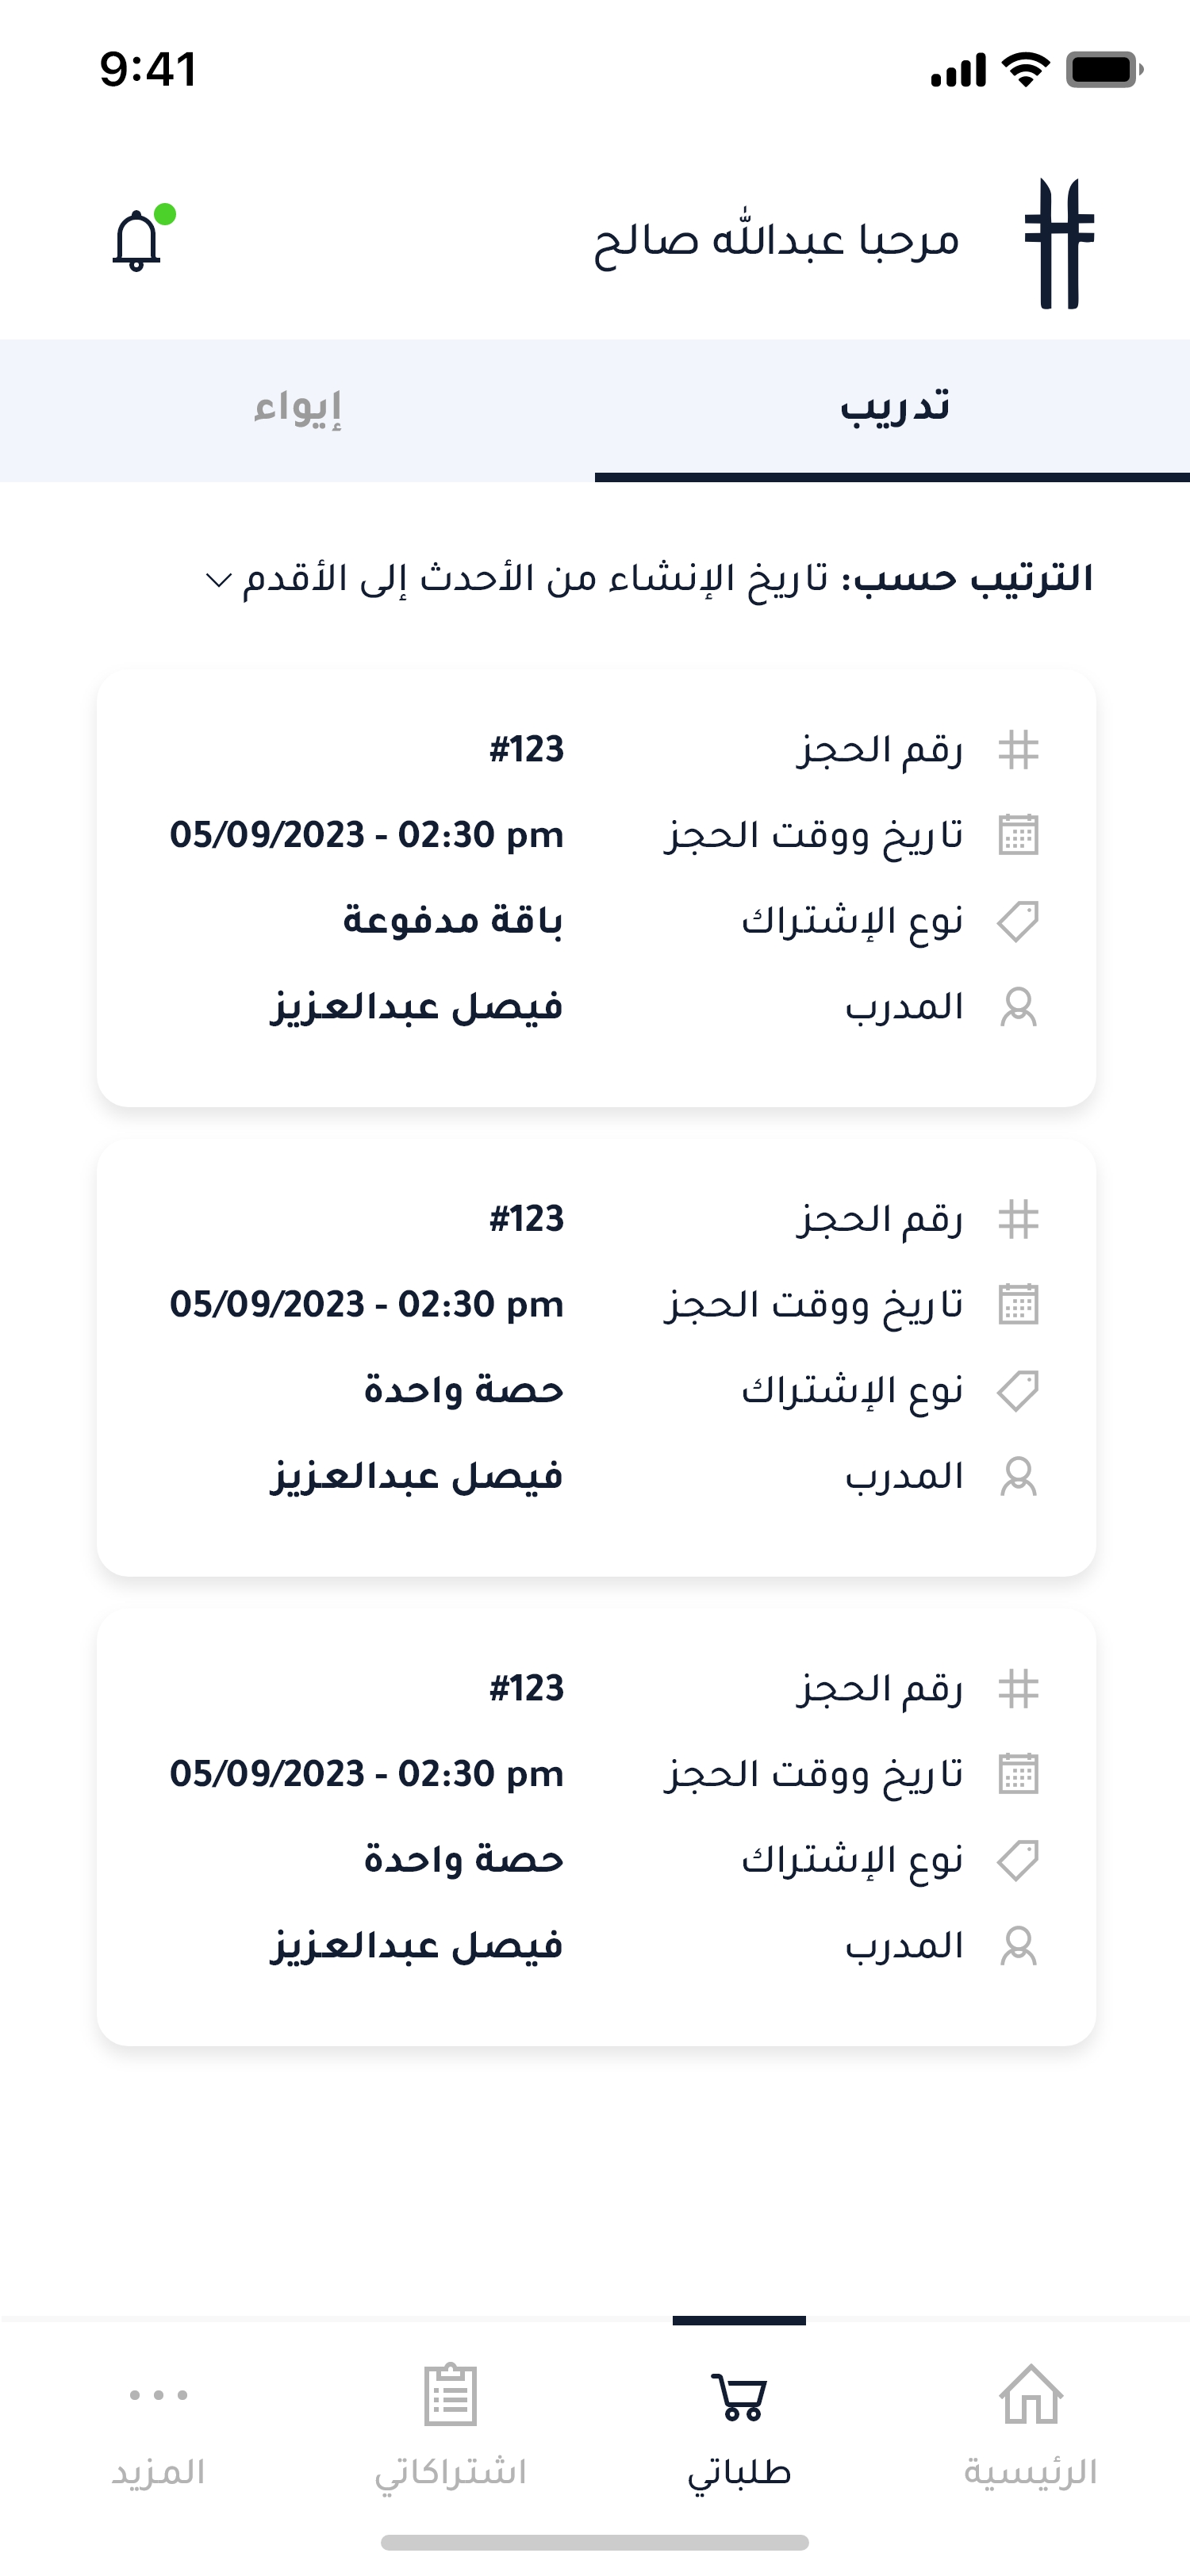 9:41
مرحبا عبدالله صالح
تدريب
إيواء
الترتيب حسب: تاريخ الإنشاء من الأحدث إلى الأقدم
رقم الحجز #123
تاريخ ووقت الحجز 05/09/2023 - 02:30 pm
نوع الإشتراك باقة مدفوعة
المدرب فيصل عبدالعزيز
رقم الحجز #123
تاريخ ووقت الحجز 05/09/2023 - 02:30 pm
نوع الإشتراك حصة واحدة
المدرب فيصل عبدالعزيز
رقم الحجز #123
تاريخ ووقت الحجز 05/09/2023 - 02:30 pm
نوع الإشتراك حصة واحدة
المدرب فيصل عبدالعزيز
الرئيسية
طلباتي
اشتراكاتي
المزيد